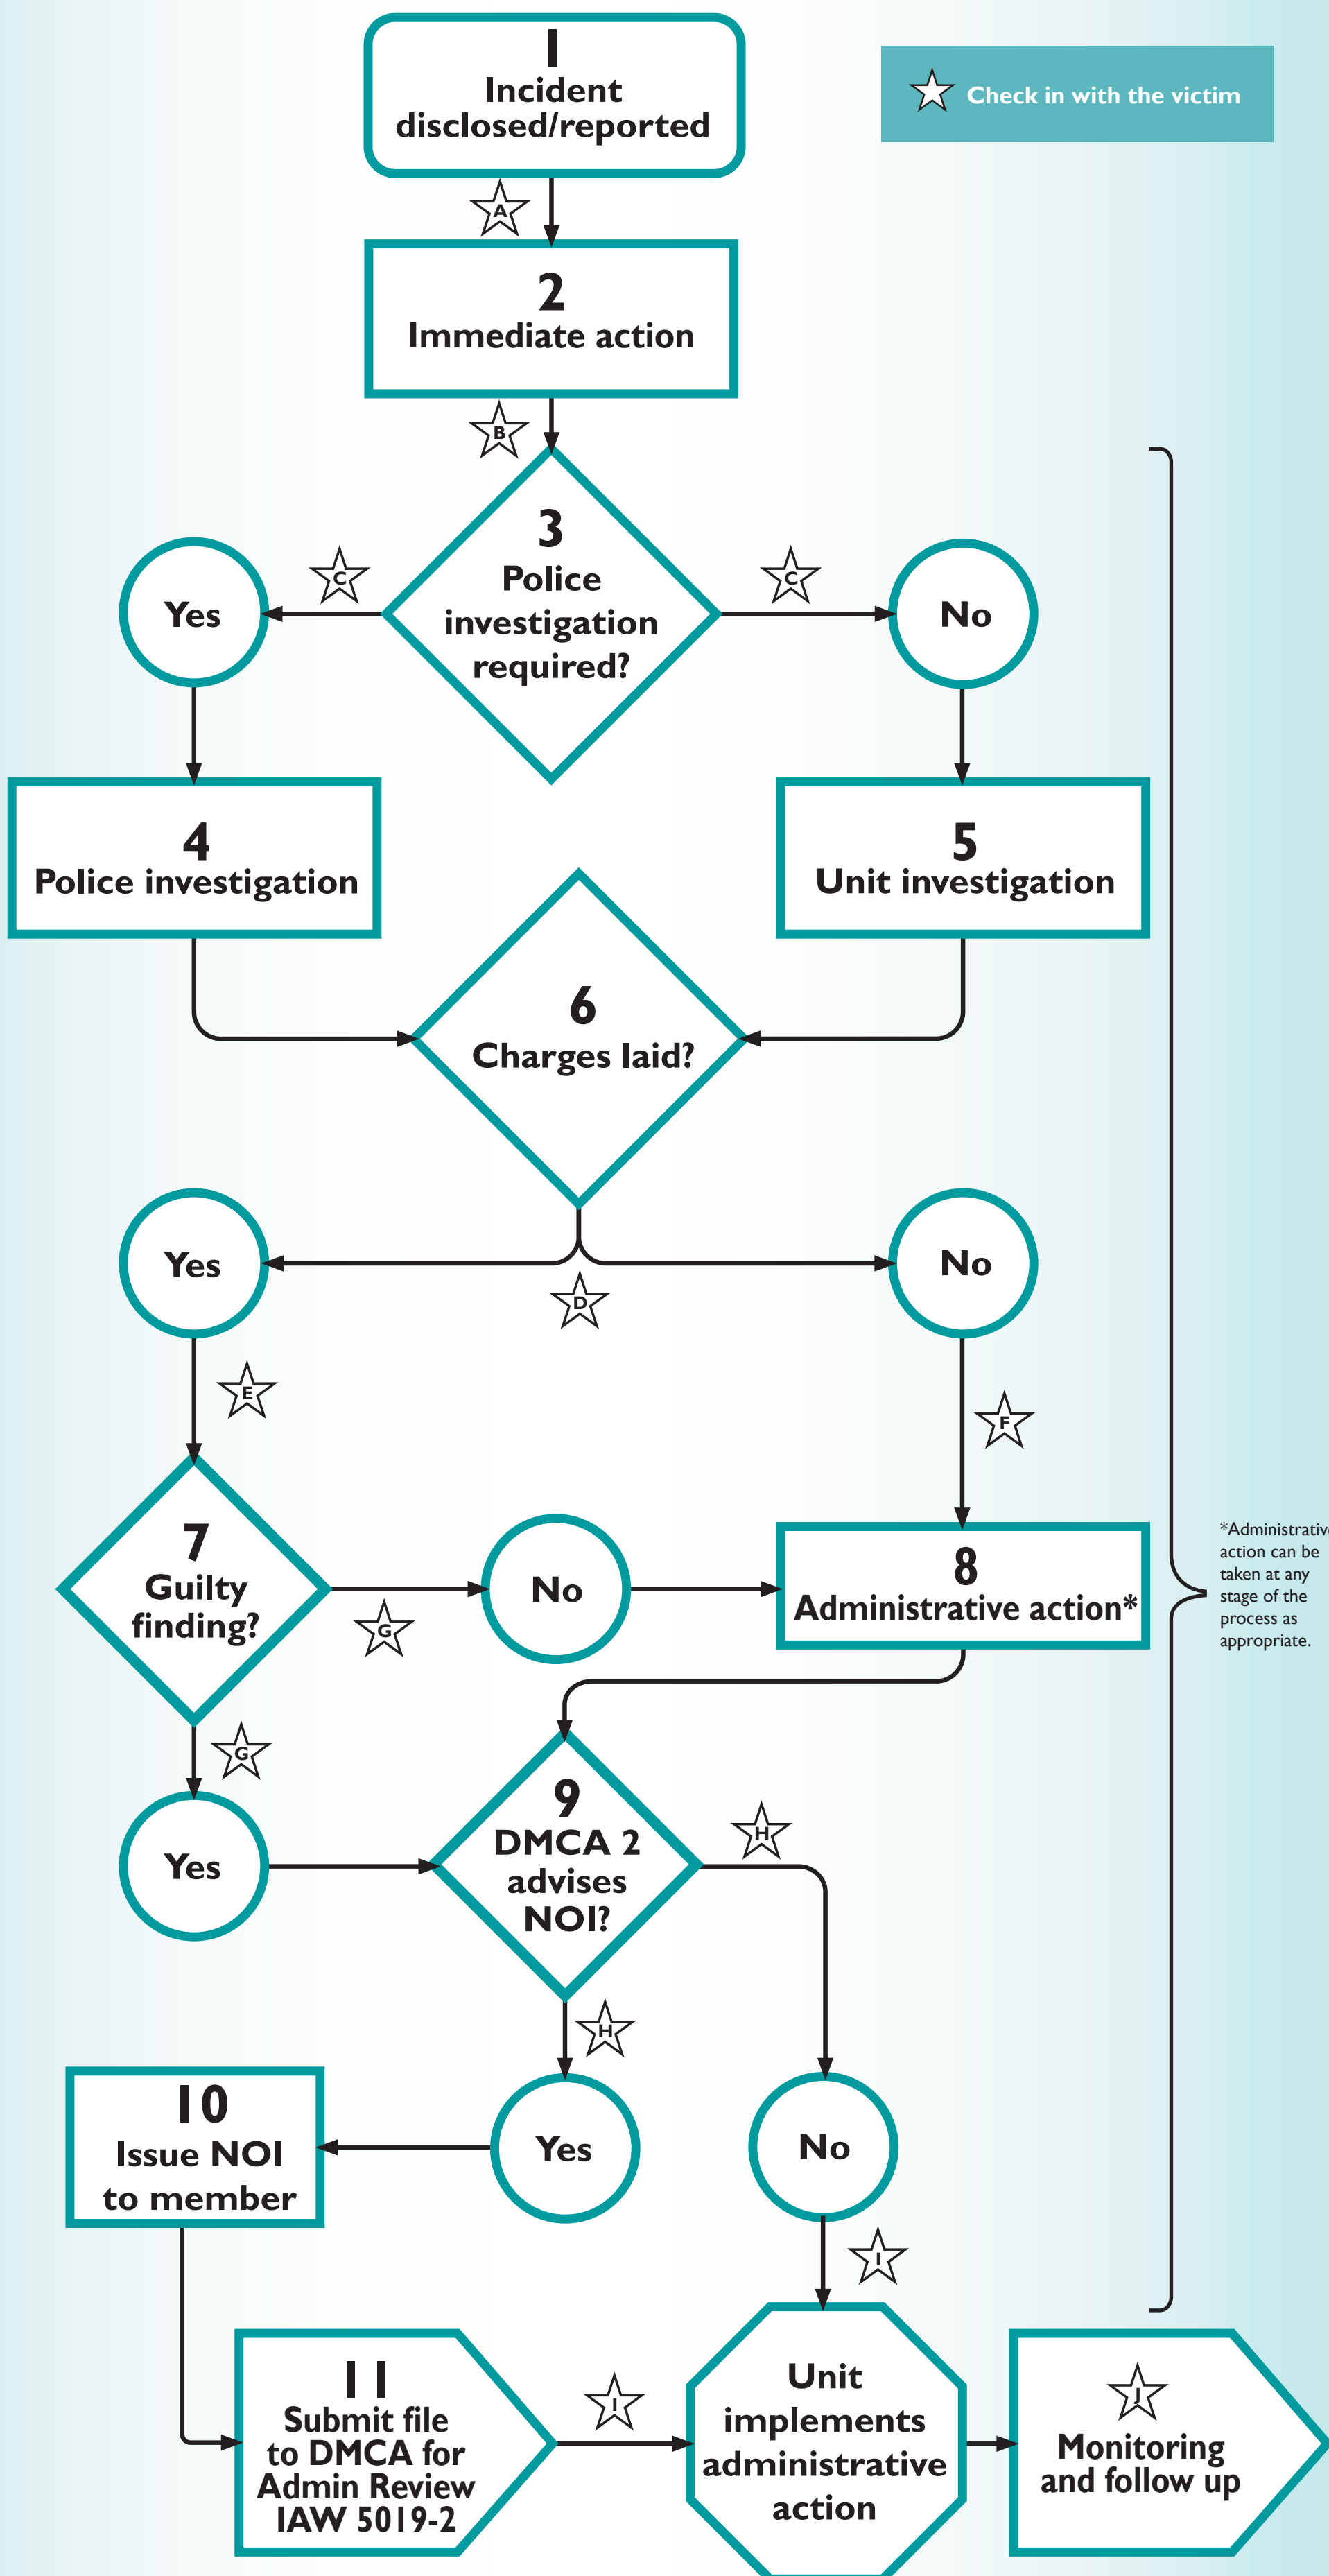 1
Incident
disclosed/reported
Check in with the victim
A
2
Immediate action
B
3
Police
investigation
required?
C
C
Yes
No
4
Police investigation
5
Unit investigation
6
Charges laid?
Yes
No
D
E
F
7
Guilty
finding?
G
No
8
Administrative action*
*Administrative
action can be
taken at any
stage of the
process as
appropriate.
G
Yes
9
DMCA 2
advises
NOI?
H
H
10
Issue NOI
to member
Yes
No
I
11
Submit file
to DMCA for
Admin Review
IAW 5019-2
I
Unit
implements
administrative
action
J
Monitoring
and follow up